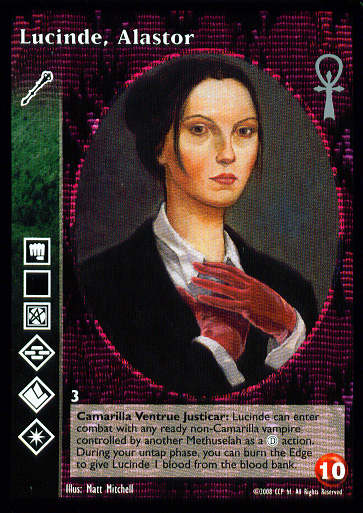 Lucinde, Alastor
3
Camarilla Ventrue Justicar: Lucinde can enter
combat with any ready non-Camarilla vampire
controlled by another Methuselah as a Ⓓ action.
During your untap phase, you can burn the Edge
to give Lucinde 1 blood from the blood bank.
10
Illus: Matt Mitchell
©2008 CCP hf. All Rights Reserved